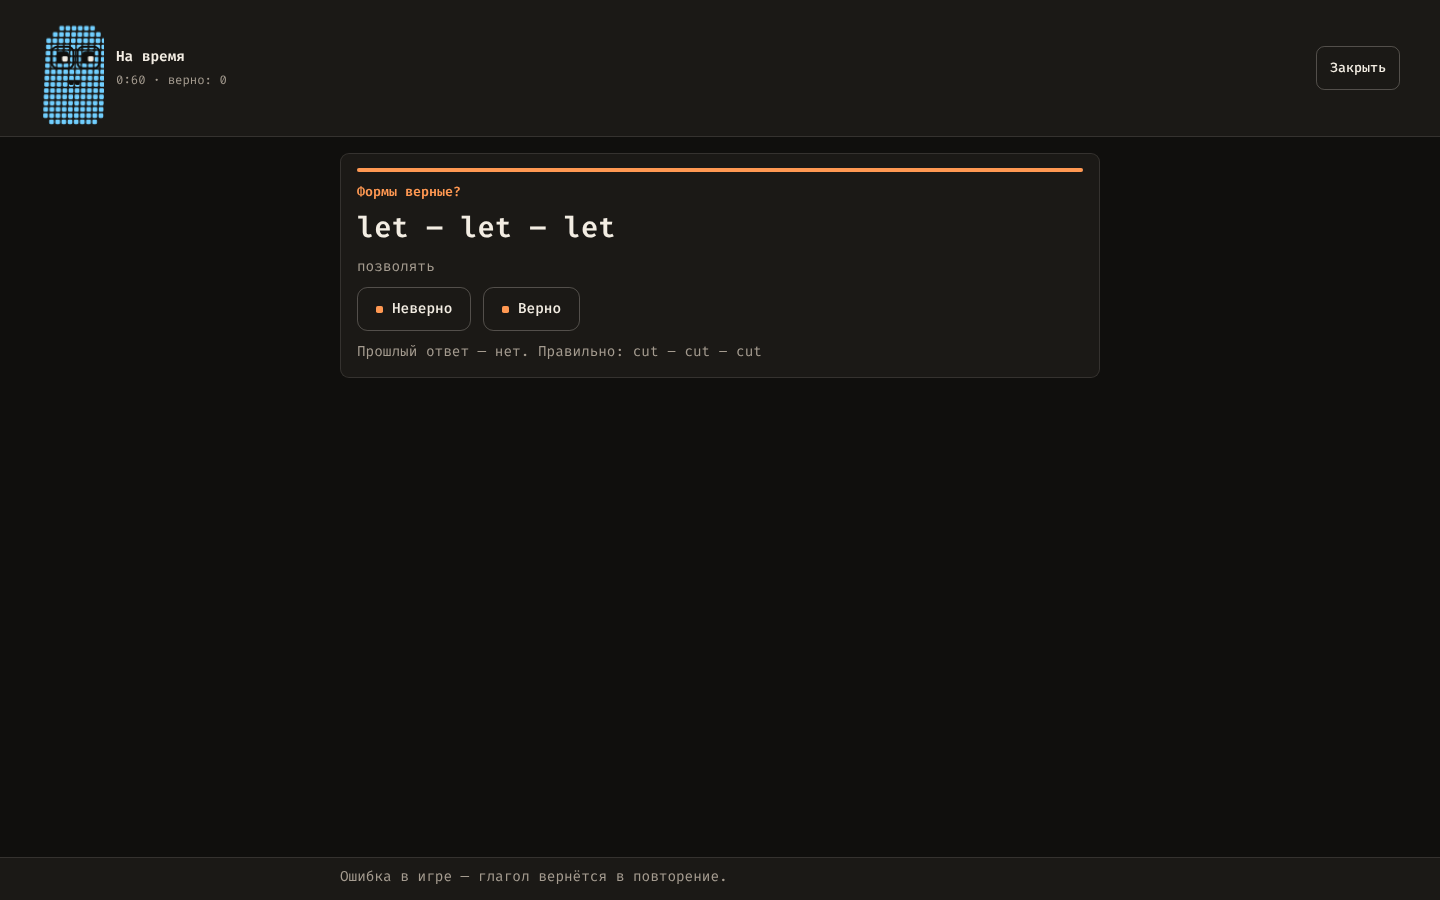 На время
0:60 · верно: 0
Закрыть
Формы верные?
let — let — let
позволять
Неверно
Верно
Прошлый ответ — нет. Правильно: cut — cut — cut
Ошибка в игре — глагол вернётся в повторение.